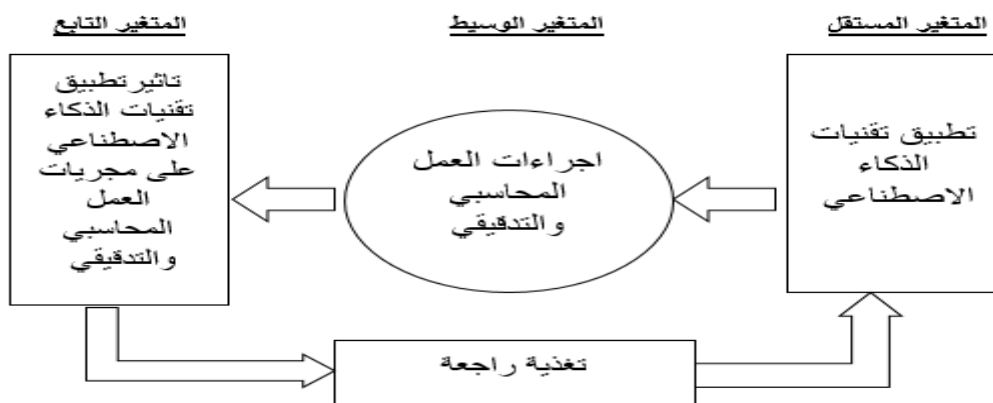 المتغير المستقل
المتغير الوسيط
المتغير التابع
تطبيق تقنيات
الذكاء
الاصطناعي
اجراءات العمل
المحاسبي
والتدقيقي
تاثير تطبيق
تقنيات الذكاء
الاصطناعي
على مجريات
العمل
المحاسبي
والتدقيقي
تغذية راجعة